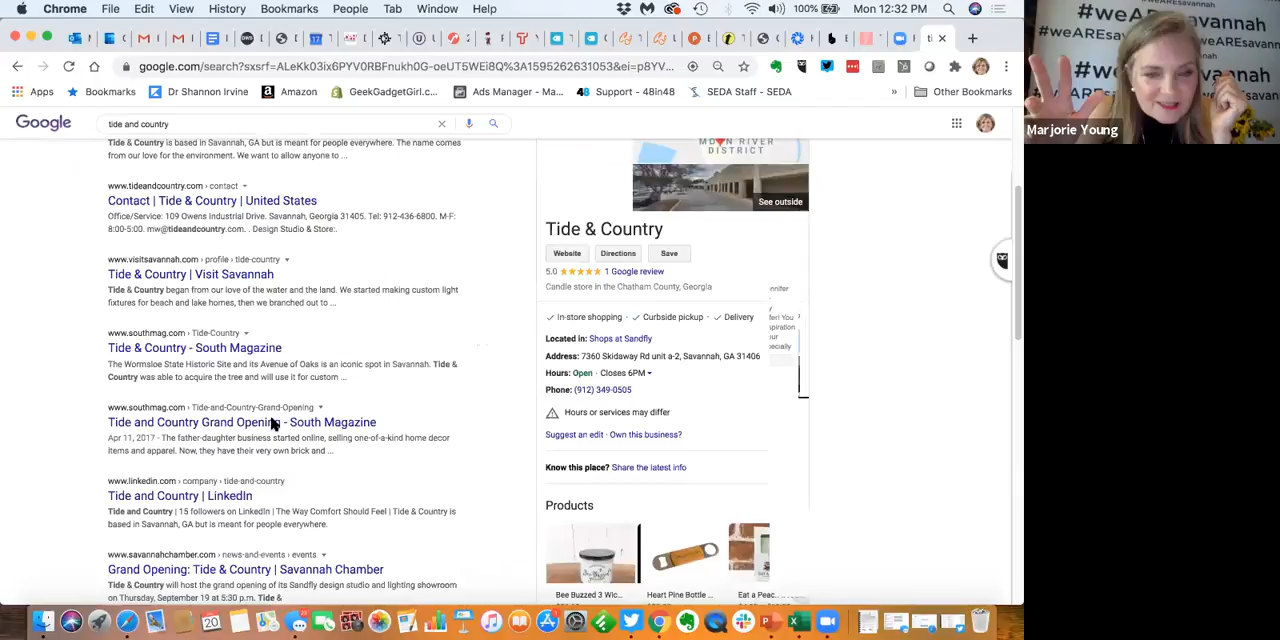 Chrome File Edit View History Bookmarks People Tab Window Help 100% Mon 12:32 PM
google.com/search?sxsrf=ALeKk03ix6PYV0RBFnukh0G-oeUT5WEi8Q%3A1595262631053&ei=p8YV...
Apps Bookmarks Dr Shannon Irvine Amazon GeekGadgetGirl.c... Ads Manager - Ma... Support - 48in48 SEDA Staff - SEDA » Other Bookmarks
Google tide and country
Tide & Country is based in Savannah, GA but is meant for people everywhere. The name comes
from our love for the environment. We want to allow anyone to ...
www.tideandcountry.com › contact
Contact | Tide & Country | United States
Office/Service: 109 Owens Industrial Drive. Savannah, Georgia 31405. Tel: 912-436-6800. M-F:
8:00-5:00. mw@tideandcountry.com. . Design Studio & Store:.
www.visitsavannah.com › profile › tide-country
Tide & Country | Visit Savannah
Tide & Country began from our love of the water and the land. We started making custom light
fixtures for beach and lake homes, then we branched out to ...
www.southmag.com › Tide-Country
Tide & Country - South Magazine
The Wormsloe State Historic Site and its Avenue of Oaks is an iconic spot in Savannah. Tide &
Country was able to acquire the tree and will use it for custom ...
www.southmag.com › Tide-and-Country-Grand-Opening
Tide and Country Grand Opening - South Magazine
Apr 11, 2017 - The father-daughter business started online, selling one-of-a-kind home decor
items and apparel. Now, they have their very own brick and ...
www.linkedin.com › company › tide-and-country
Tide and Country | LinkedIn
Tide and Country | 15 followers on LinkedIn | The Way Comfort Should Feel | Tide & Country is
based in Savannah, GA but is meant for people everywhere.
www.savannahchamber.com › news-and-events › events
Grand Opening: Tide & Country | Savannah Chamber
Tide & Country will host the grand opening of its Sandfly design studio and lighting showroom
on Thursday, September 19 at 5:30 p.m. Tide &
MOON RIVER
DISTRICT
See outside
Tide & Country
Website Directions Save
5.0 1 Google review
Candle store in the Chatham County, Georgia
In-store shopping · Curbside pickup · Delivery
Located in: Shops at Sandfly
Address: 7360 Skidaway Rd unit a-2, Savannah, GA 31406
Hours: Open · Closes 6PM
Phone: (912) 349-0505
Hours or services may differ
Suggest an edit · Own this business?
Know this place? Share the latest info
Products
Bee Buzzed 3 Wic... Heart Pine Bottle ... Eat a Peach ...
#weAREsavannah
#weAREsav
Marjorie Young
20